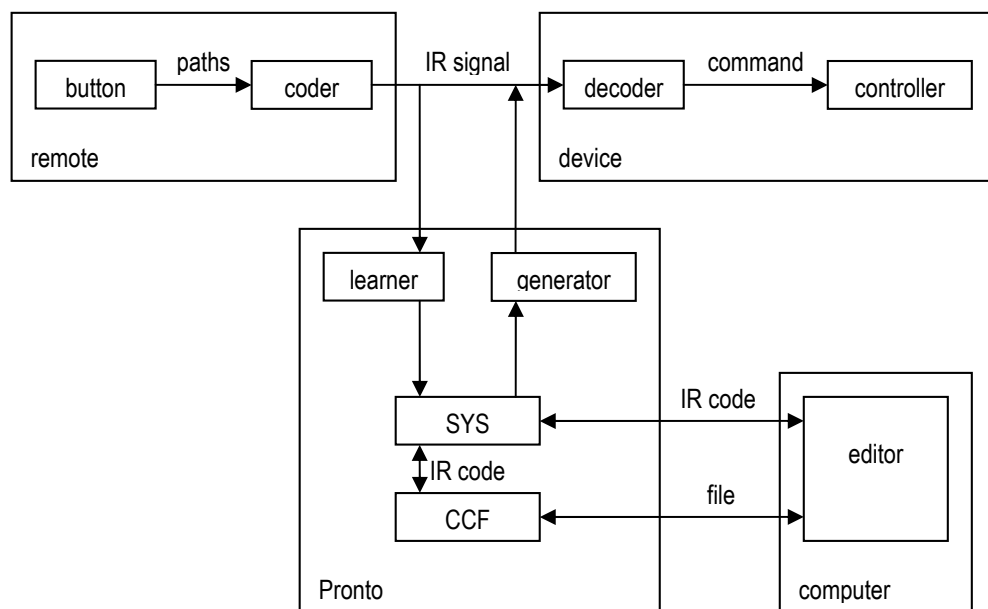 paths
IR signal
command
button
coder
decoder
controller
remote
device
learner
generator
IR code
SYS
editor
IR code
file
CCF
Pronto
computer